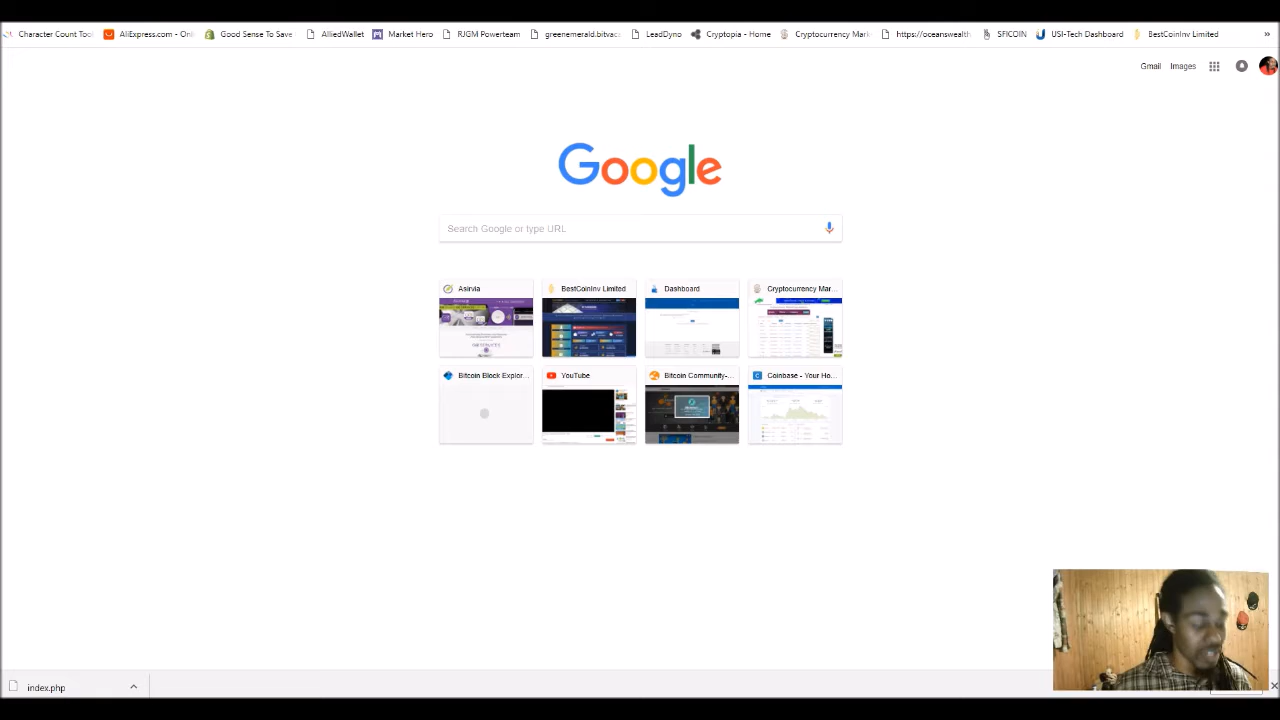 Character Count Tool
AliExpress.com - Onli
Good Sense To Save
AlliedWallet
Market Hero
RJGM Powerteam
greenemerald.bitvac
LeadDyno
Cryptopia - Home
Cryptocurrency Mark
https://oceanswealth
SFICOIN
USI-Tech Dashboard
BestCoinInv Limited
»
Gmail
Images
Google
Search Google or type URL
Asirvia
BestCoinInv Limited
Dashboard
Cryptocurrency Mar...
Bitcoin Block Explor...
YouTube
Bitcoin Community-...
Coinbase - Your Ho...
index.php